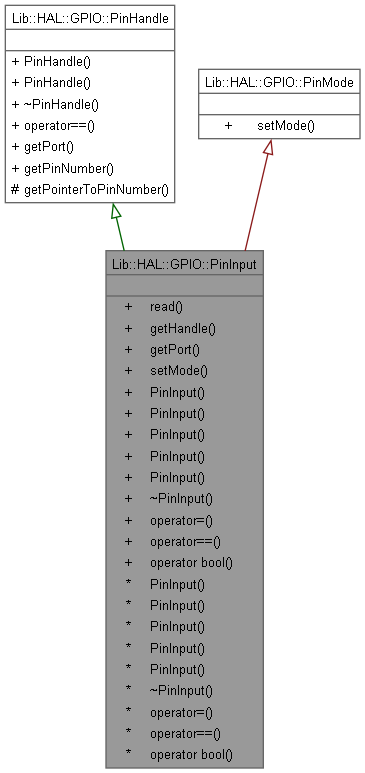 Lib::HAL::GPIO::PinHandle
+ PinHandle()
+ PinHandle()
+ ~PinHandle()
+ operator==()
+ getPort()
+ getPinNumber()
# getPointerToPinNumber()
Lib::HAL::GPIO::PinMode
+ setMode()
Lib::HAL::GPIO::PinInput
+ read()
+ getHandle()
+ getPort()
+ setMode()
+ PinInput()
+ PinInput()
+ PinInput()
+ PinInput()
+ PinInput()
+ ~PinInput()
+ operator=()
+ operator==()
+ operator bool()
* PinInput()
* PinInput()
* PinInput()
* PinInput()
* PinInput()
* ~PinInput()
* operator=()
* operator==()
* operator bool()